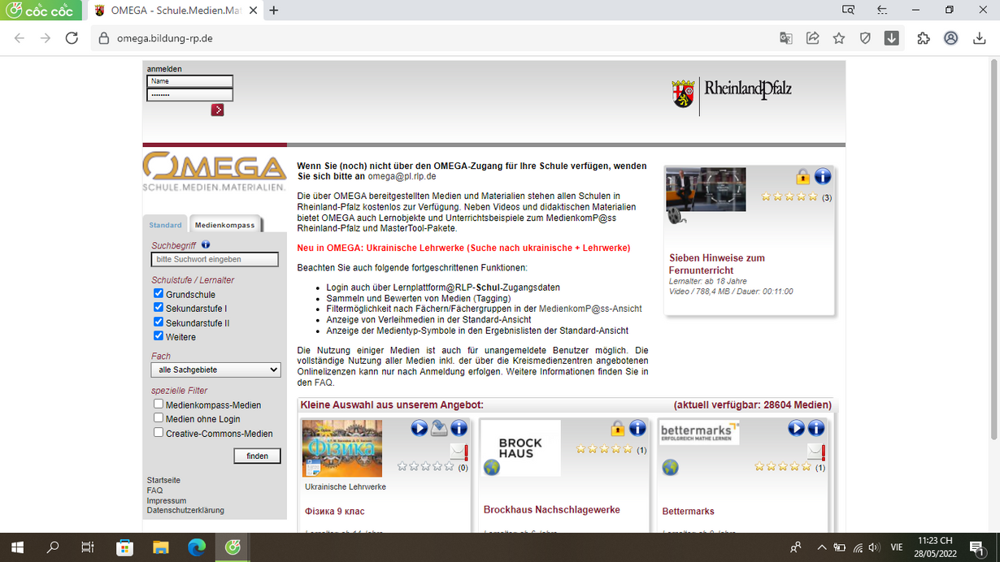 cốc cốc
OMEGA - Schule.Medien.Mat
omega.bildung-rp.de
anmelden
Name
RheinlandPfalz
OMEGA
SCHULE.MEDIEN.MATERIALIEN.
Standard
Medienkompass
Suchbegriff
bitte Suchwort eingeben
Schulstufe / Lernalter
Grundschule
Sekundarstufe I
Sekundarstufe II
Weitere
Fach
alle Sachgebiete
spezielle Filter
Medienkompass-Medien
Medien ohne Login
Creative-Commons-Medien
finden
Startseite
FAQ
Impressum
Datenschutzerklärung
Wenn Sie (noch) nicht über den OMEGA-Zugang für Ihre Schule verfügen, wenden
Sie sich bitte an omega@pl.rlp.de
Die über OMEGA bereitgestellten Medien und Materialien stehen allen Schulen in
Rheinland-Pfalz kostenlos zur Verfügung. Neben Videos und didaktischen Materialien
bietet OMEGA auch Lernobjekte und Unterrichtsbeispiele zum MedienkomP@ss
Rheinland-Pfalz und MasterTool-Pakete.
Neu in OMEGA: Ukrainische Lehrwerke (Suche nach ukrainische + Lehrwerke)
Beachten Sie auch folgende fortgeschrittenen Funktionen:
Login auch über Lernplattform@RLP-Schul-Zugangsdaten
Sammeln und Bewerten von Medien (Tagging)
Filtermöglichkeit nach Fächern/Fächergruppen in der MedienkomP@ss-Ansicht
Anzeige von Verleihmedien in der Standard-Ansicht
Anzeige der Medientyp-Symbole in den Ergebnislisten der Standard-Ansicht
Die Nutzung einiger Medien ist auch für unangemeldete Benutzer möglich. Die
vollständige Nutzung aller Medien inkl. der über die Kreismedienzentren angebotenen
Onlinelizenzen kann nur nach Anmeldung erfolgen. Weitere Informationen finden Sie in
den FAQ.
(3)
Sieben Hinweise zum
Fernunterricht
Lernalter: ab 18 Jahre
Video / 788,4 MB / Dauer: 00:11:00
Kleine Auswahl aus unserem Angebot: (aktuell verfügbar: 28604 Medien)
Фізика
(0)
Ukrainische Lehrwerke
Фізика 9 клас
Lernalter: ab 14 Jahre
BROCK
HAUS
(1)
Brockhaus Nachschlagewerke
Lernalter: ab 6 Jahre
bettermarks
ERFOLGREICH MATHE LERNEN
(1)
Bettermarks
VIE
11:23 CH
28/05/2022
1